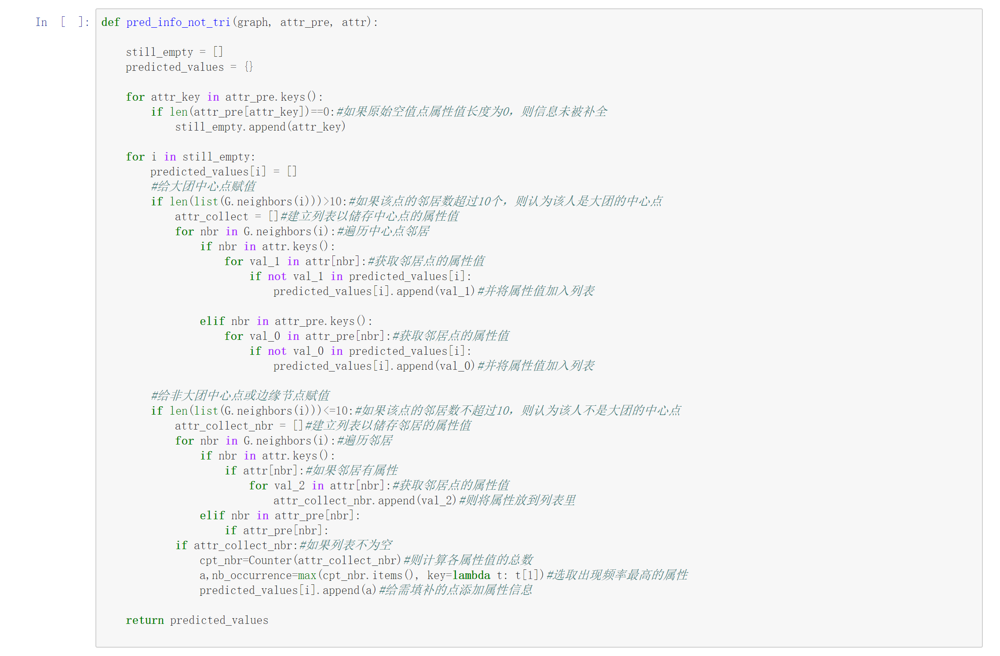 In [ ]: def pred_info_not_tri(graph, attr_pre, attr):
still_empty = []
predicted_values = {}
for attr_key in attr_pre.keys():
if len(attr_pre[attr_key])==0:#如果原始空值点属性值长度为0，则信息未被补全
still_empty.append(attr_key)
for i in still_empty:
predicted_values[i] = []
#给大团中心点赋值
if len(list(G.neighbors(i)))>10:#如果该点的邻居数超过10个，则认为该人是大团的中心点
attr_collect = []#建立列表以储存中心点的属性值
for nbr in G.neighbors(i):#遍历中心点邻居
if nbr in attr.keys():
for val_1 in attr[nbr]:#获取邻居点的属性值
if not val_1 in predicted_values[i]:
predicted_values[i].append(val_1)#并将属性值加入列表
elif nbr in attr_pre.keys():
for val_0 in attr_pre[nbr]:#获取邻居点的属性值
if not val_0 in predicted_values[i]:
predicted_values[i].append(val_0)#并将属性值加入列表
#给非大团中心点或边缘节点赋值
if len(list(G.neighbors(i)))<=10:#如果该点的邻居数不超过10，则认为该人不是大团的中心点
attr_collect_nbr = []#建立列表以储存邻居的属性值
for nbr in G.neighbors(i):#遍历邻居
if nbr in attr.keys():
if attr[nbr]:#如果邻居有属性
for val_2 in attr[nbr]:#获取邻居点的属性值
attr_collect_nbr.append(val_2)#则将属性放到列表里
elif nbr in attr_pre[nbr]:
if attr_pre[nbr]:
if attr_collect_nbr:#如果列表不为空
cpt_nbr=Counter(attr_collect_nbr)#则计算各属性值的总数
a,nb_occurrence=max(cpt_nbr.items(), key=lambda t: t[1])#选取出现频率最高的属性
predicted_values[i].append(a)#给需填补的点添加属性信息
return predicted_values